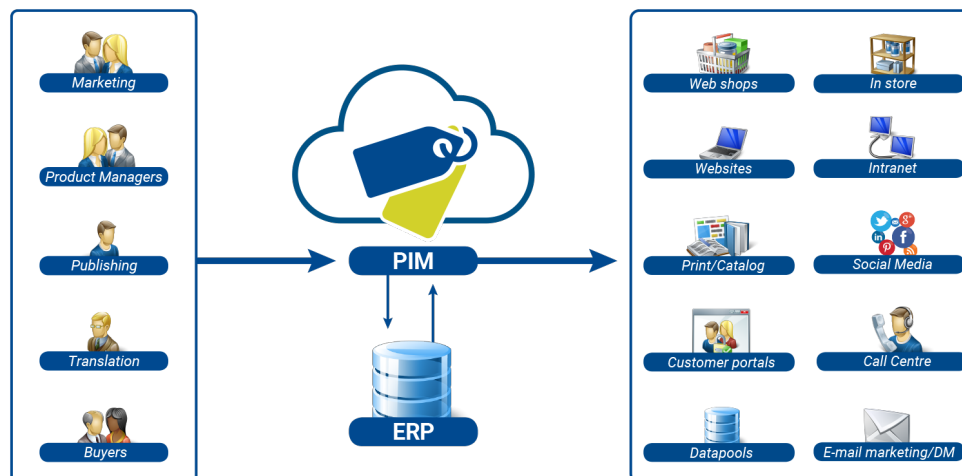 Marketing
Product Managers
Publishing
Translation
Buyers
PIM
ERP
Web shops
In store
Websites
Intranet
Print/Catalog
Social Media
Customer portals
Call Centre
Datapools
E-mail marketing/DM